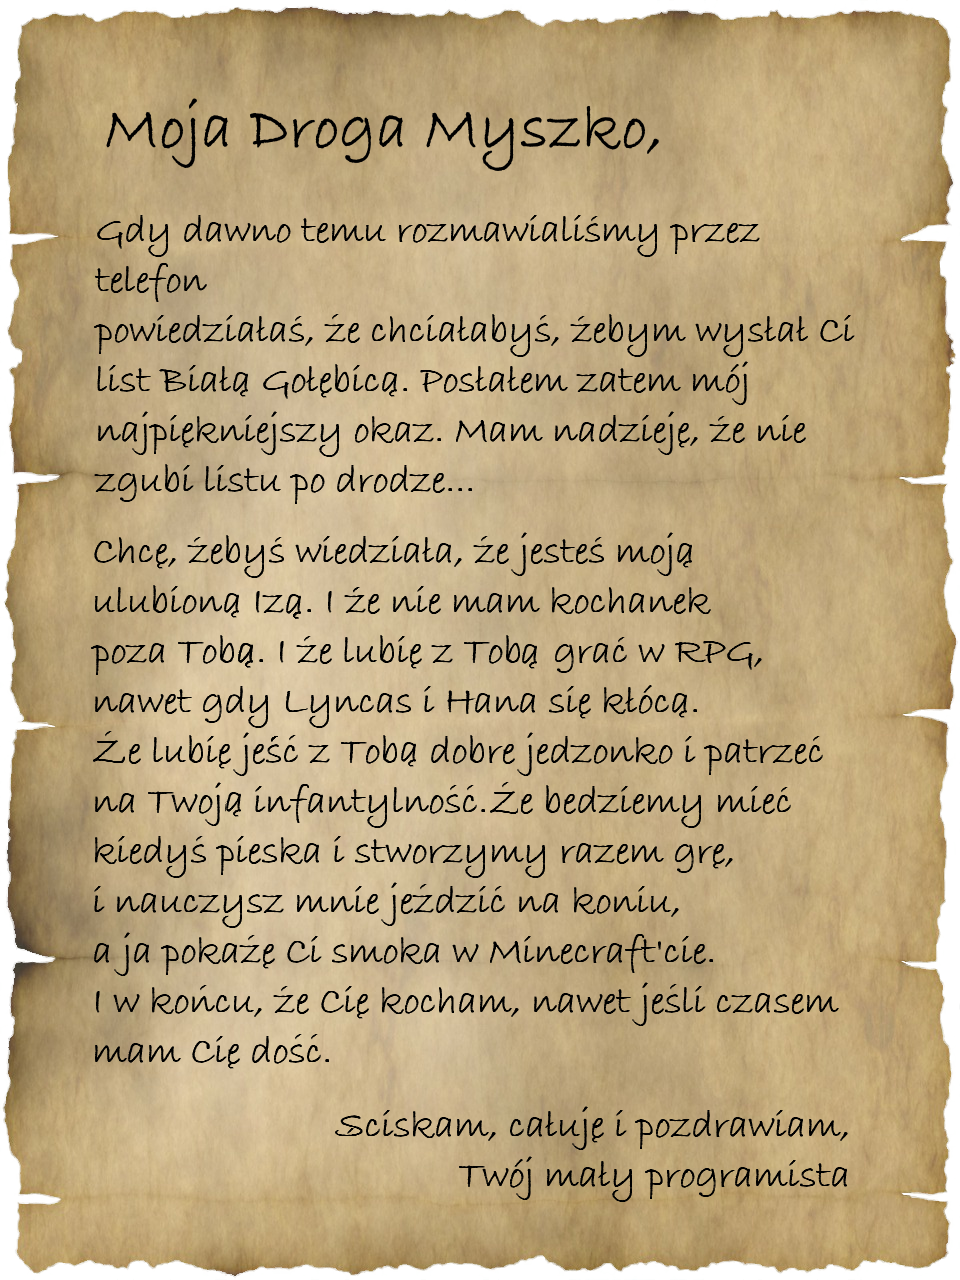 Moja Droga Myszko,
Gdy dawno temu rozmawialiśmy przez
telefon
powiedziałaś, że chciałabyś, żebym wysłał Ci
list Białą Gołębicą. Posłałem zatem mój
najpiękniejszy okaz. Mam nadzieję, że nie
zgubi listu po drodze...
Chcę, żebyś wiedziała, że jesteś moją
ulubioną Izą. I że nie mam kochanek
poza Tobą. I że lubię z Tobą grać w RPG,
nawet gdy Lyncas i Hana się kłócą.
Że lubię jeść z Tobą dobre jedzonko i patrzeć
na Twoją infantylność.Że bedziemy mieć
kiedyś pieska i stworzymy razem grę,
i nauczysz mnie jeździć na koniu,
a ja pokażę Ci smoka w Minecraft'cie.
I w końcu, że Cię kocham, nawet jeśli czasem
mam Cię dość.
Sciskam, całuję i pozdrawiam,
Twój mały programista